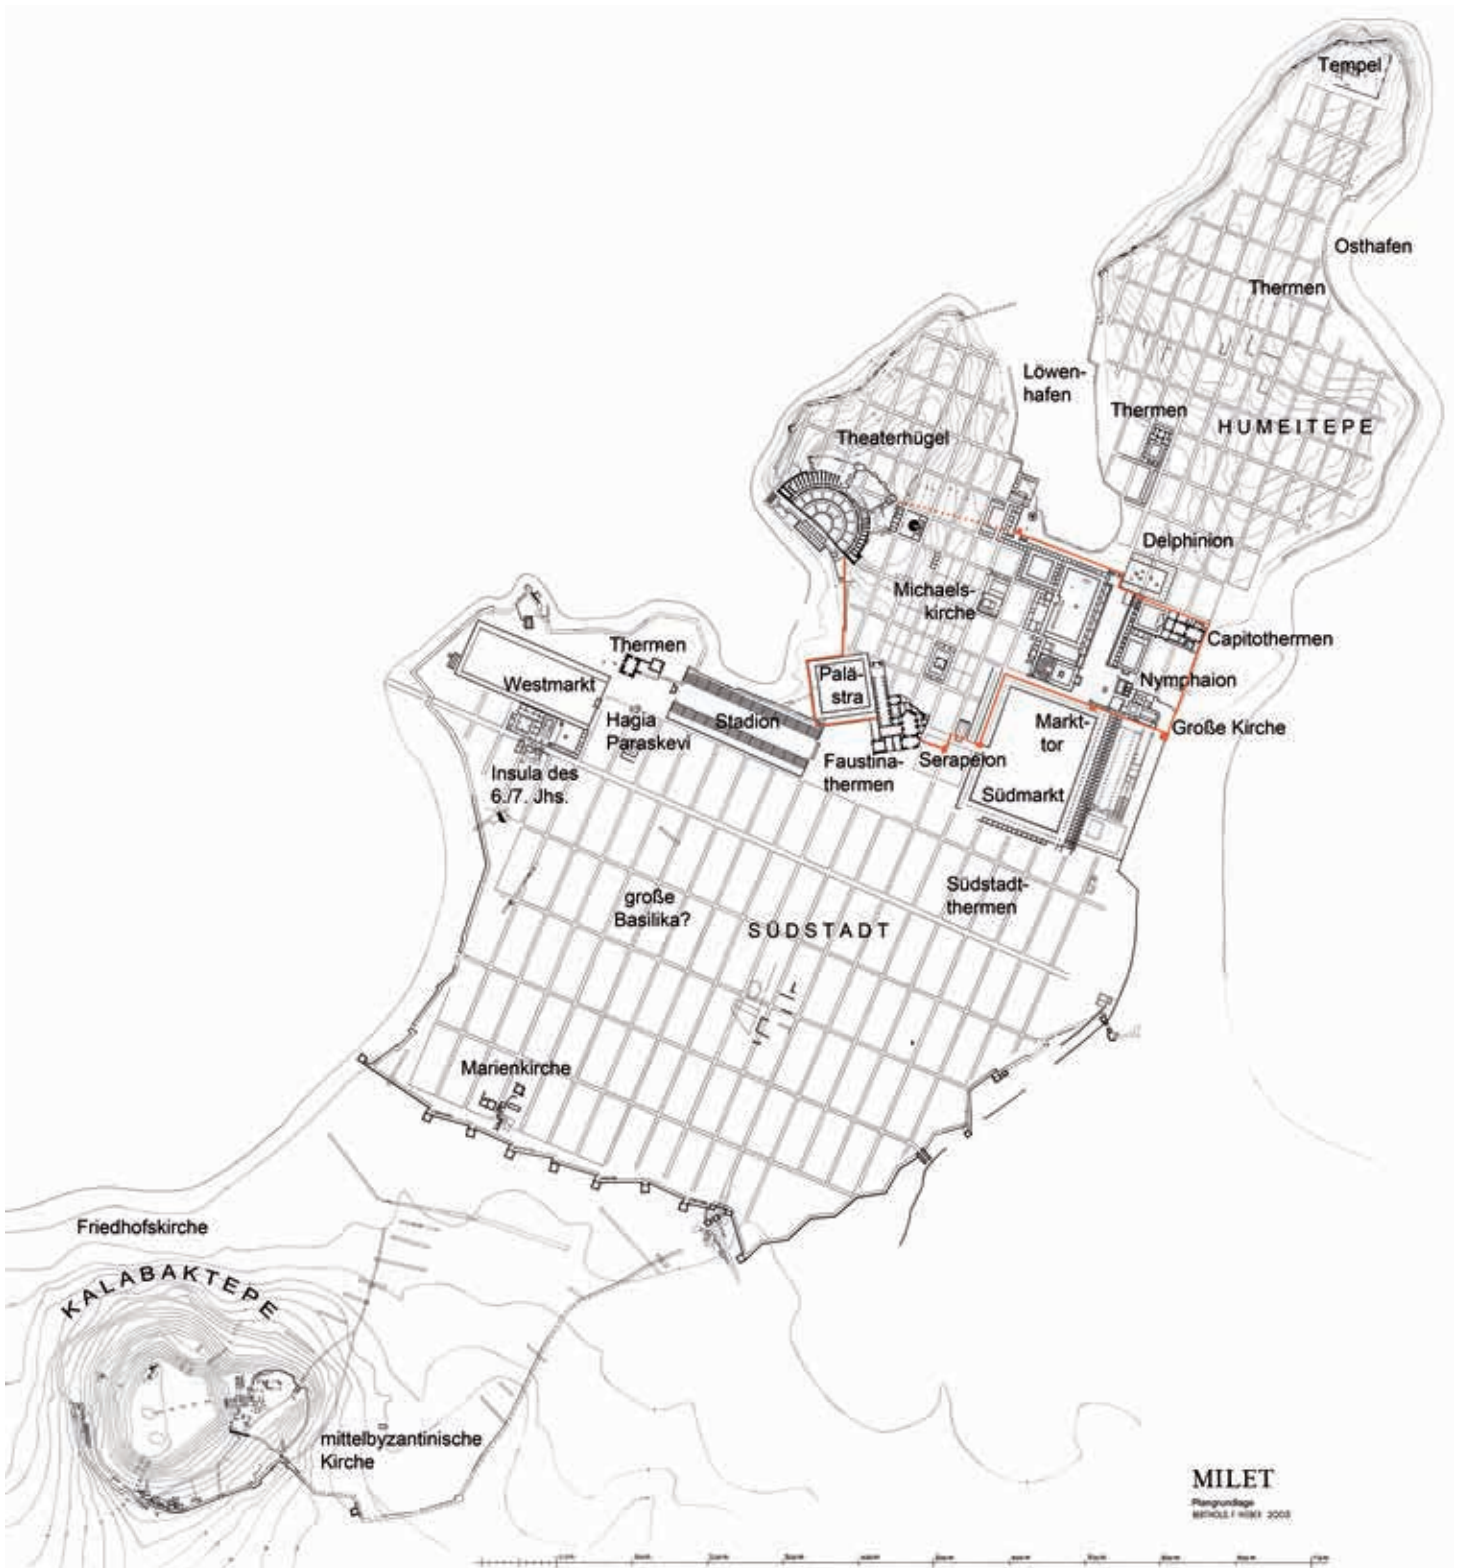 Tempel
Osthafen
Thermen
Löwen-
hafen
Thermen
HUMEITEPE
Theaterhügel
Delphinion
Michaels-
kirche
Capitothermen
Thermen
Palä-
stra
Nymphaion
Westmarkt
Hagia
Paraskevi
Stadion
Markt-
tor
Große Kirche
Faustina-
thermen
Serapeion
Insula des
6./7. Jhs.
Südmarkt
Südstadt-
thermen
große
Basilika?
SÜDSTADT
Marienkirche
Friedhofskirche
KALABAKTEPE
mittelbyzantinische
Kirche
MILET
Plangrundlage
2003